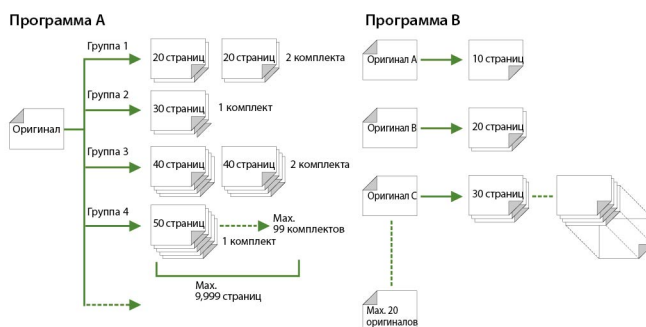 Программа A
Группа 1
20 страниц
20 страниц
2 комплекта
Группа 2
30 страниц
1 комплект
Оригинал
Группа 3
40 страниц
40 страниц
2 комплекта
Группа 4
50 страниц
1 комплект
Max.
99 комплектов
Max.
9,999 страниц
Программа B
Оригинал A
10 страниц
Оригинал B
20 страниц
Оригинал C
30 страниц
Max. 20
оригиналов